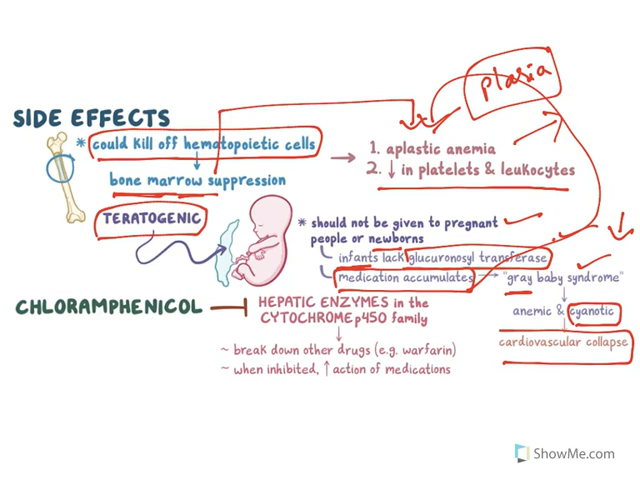 plasia
SIDE EFFECTS
* could kill off hematopoietic cells
bone marrow suppression
1. aplastic anemia
2. ↓ in platelets & leukocytes
TERATOGENIC
* should not be given to pregnant
people or newborns
infants lack glucuronosyl transferase
medication accumulates → "gray baby syndrome"
anemic & cyanotic
cardiovascular collapse
CHLORAMPHENICOL
HEPATIC ENZYMES in the
CYTOCHROME p450 family
~ break down other drugs (e.g. warfarin)
~ when inhibited, ↑ action of medications
ShowMe.com